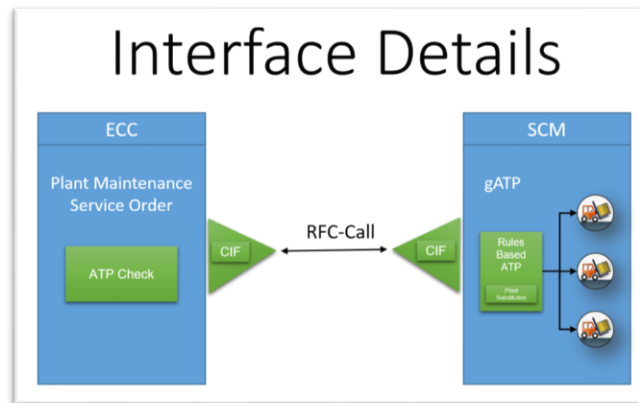 Interface Details
ECC
Plant Maintenance
Service Order
ATP Check
CIF
RFC-Call
CIF
SCM
gATP
Rules
Based
ATP
Plant
Substitution